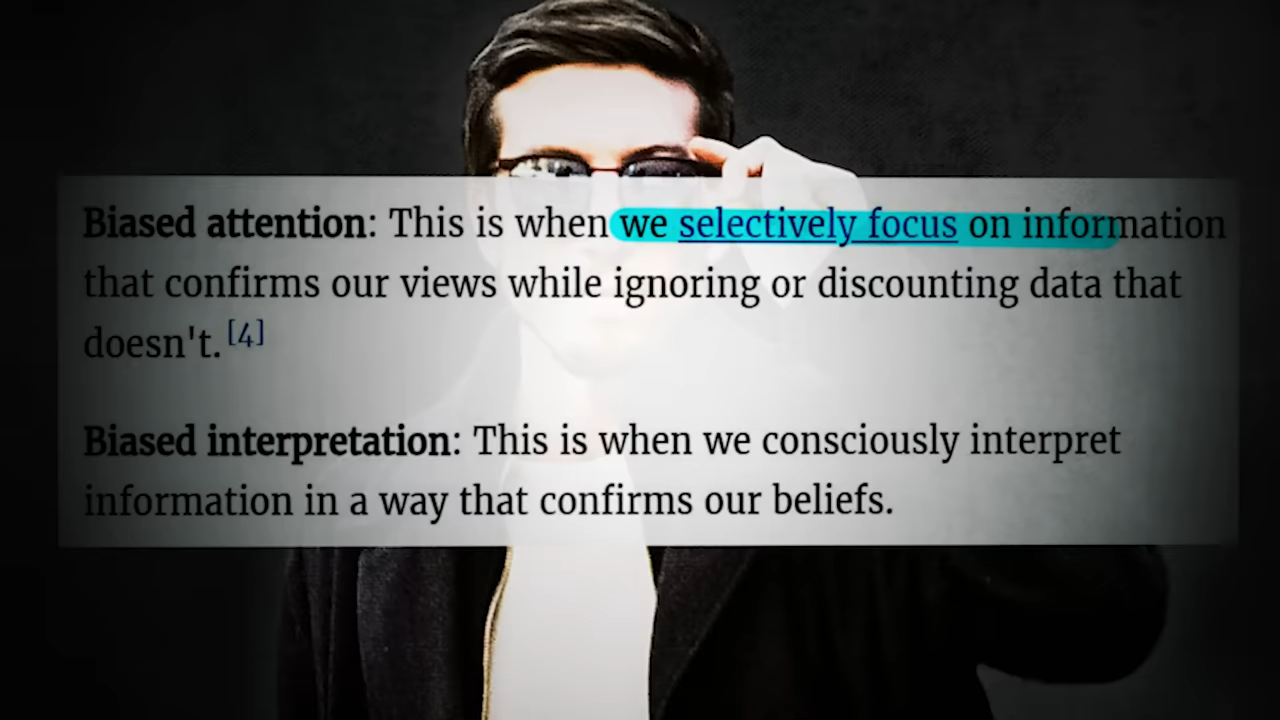 Biased attention: This is when we selectively focus on information
that confirms our views while ignoring or discounting data that
doesn't. [4]
Biased interpretation: This is when we consciously interpret
information in a way that confirms our beliefs.